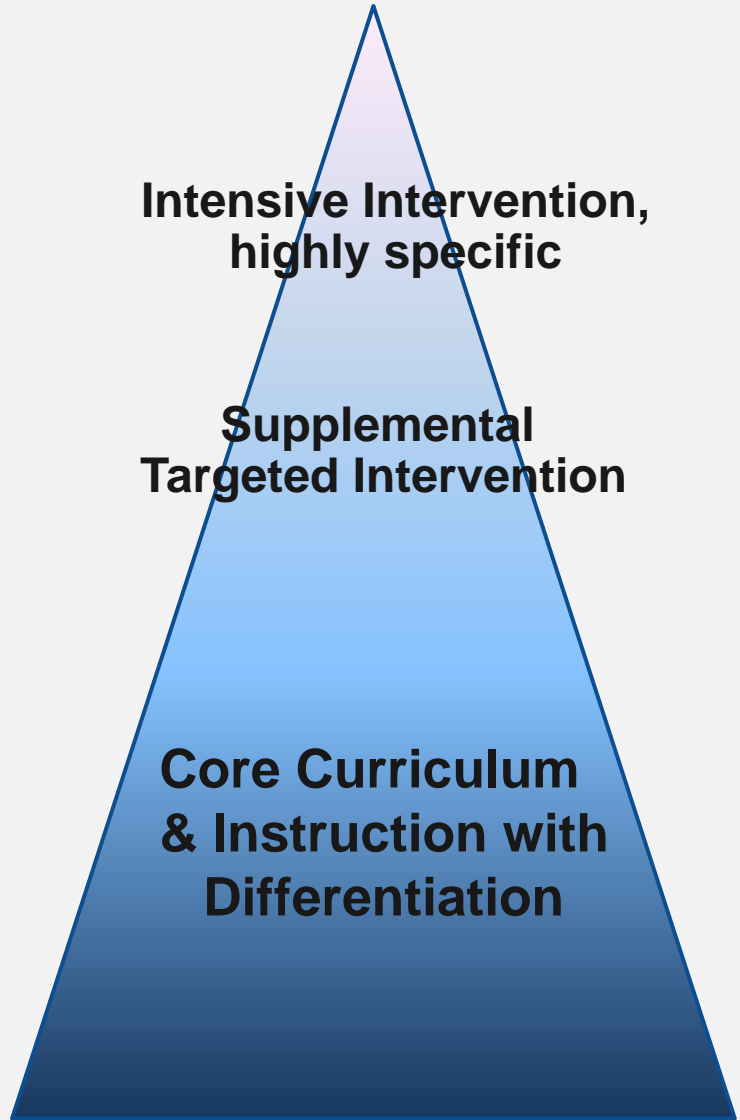 Intensive Intervention,
highly specific
Supplemental
Targeted Intervention
Core Curriculum
& Instruction with
Differentiation